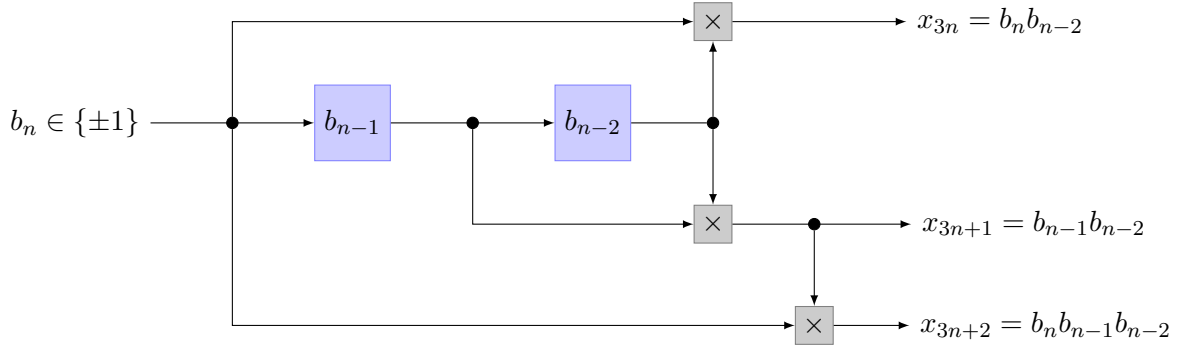 ×
x_{3n} = b_n b_{n-2}
b_n ∈ {±1}
b_{n-1}
b_{n-2}
×
x_{3n+1} = b_{n-1} b_{n-2}
×
x_{3n+2} = b_n b_{n-1} b_{n-2}